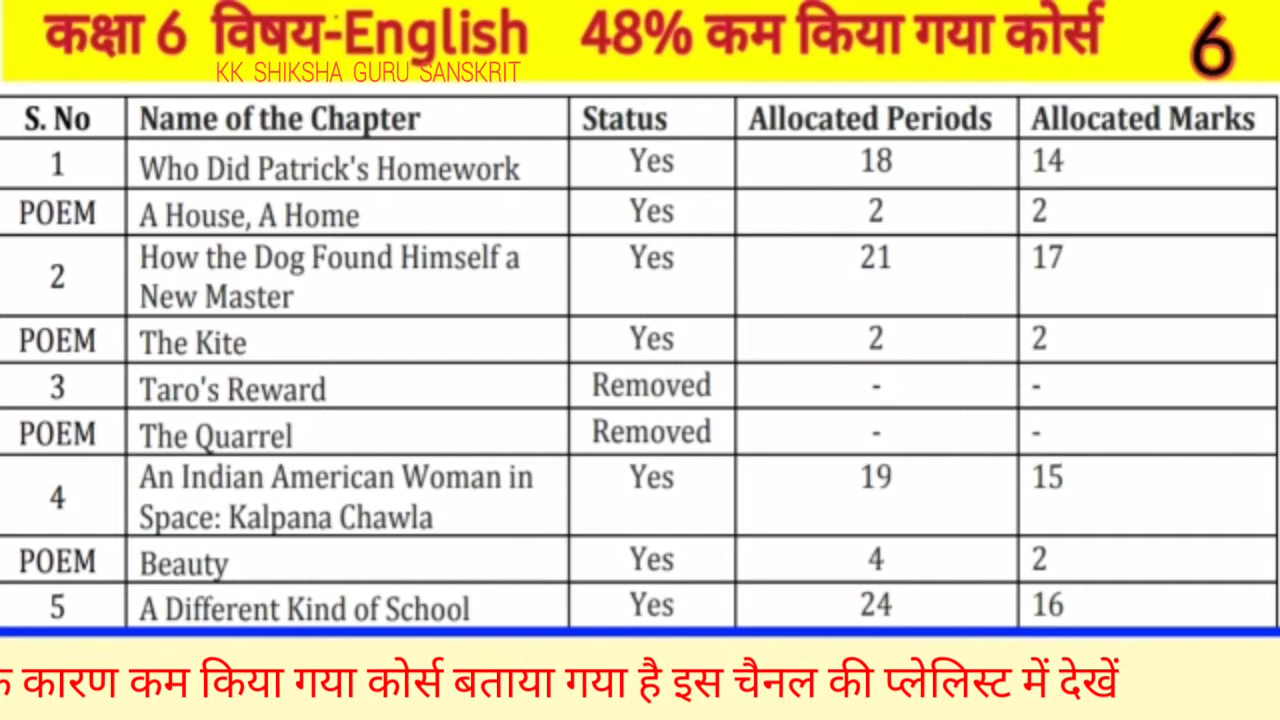 कक्षा 6 विषय-English 48% कम किया गया कोर्स 6
KK SHIKSHA GURU SANSKRIT
S. No Name of the Chapter Status Allocated Periods Allocated Marks
1 Who Did Patrick's Homework Yes 18 14
POEM A House, A Home Yes 2 2
2 How the Dog Found Himself a Yes 21 17
New Master
POEM The Kite Yes 2 2
3 Taro's Reward Removed - -
POEM The Quarrel Removed - -
4 An Indian American Woman in Yes 19 15
Space: Kalpana Chawla
POEM Beauty Yes 4 2
5 A Different Kind of School Yes 24 16
कारण कम किया गया कोर्स बताया गया है इस चैनल की प्लेलिस्ट में देखें